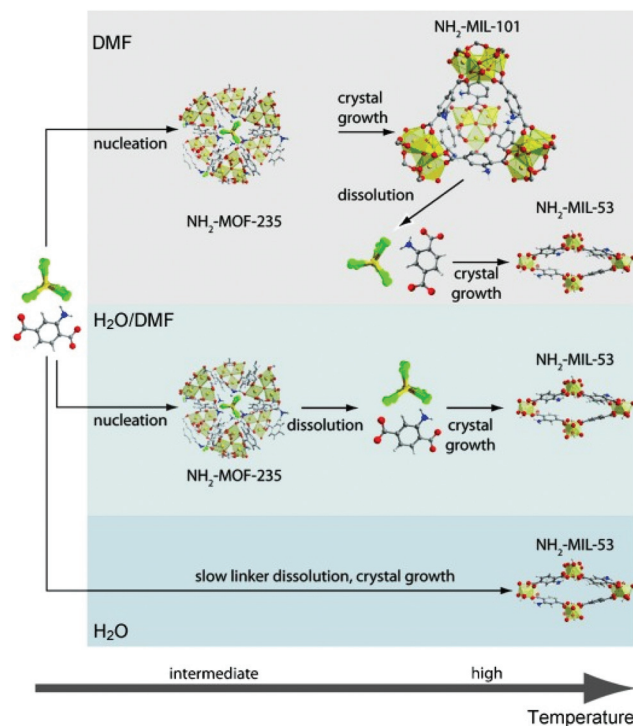 DMF
NH2-MIL-101
crystal
growth
nucleation
dissolution
NH2-MOF-235
NH2-MIL-53
crystal
growth
H2O/DMF
NH2-MIL-53
nucleation
dissolution
crystal
growth
NH2-MOF-235
NH2-MIL-53
slow linker dissolution, crystal growth
H2O
intermediate
high
Temperature